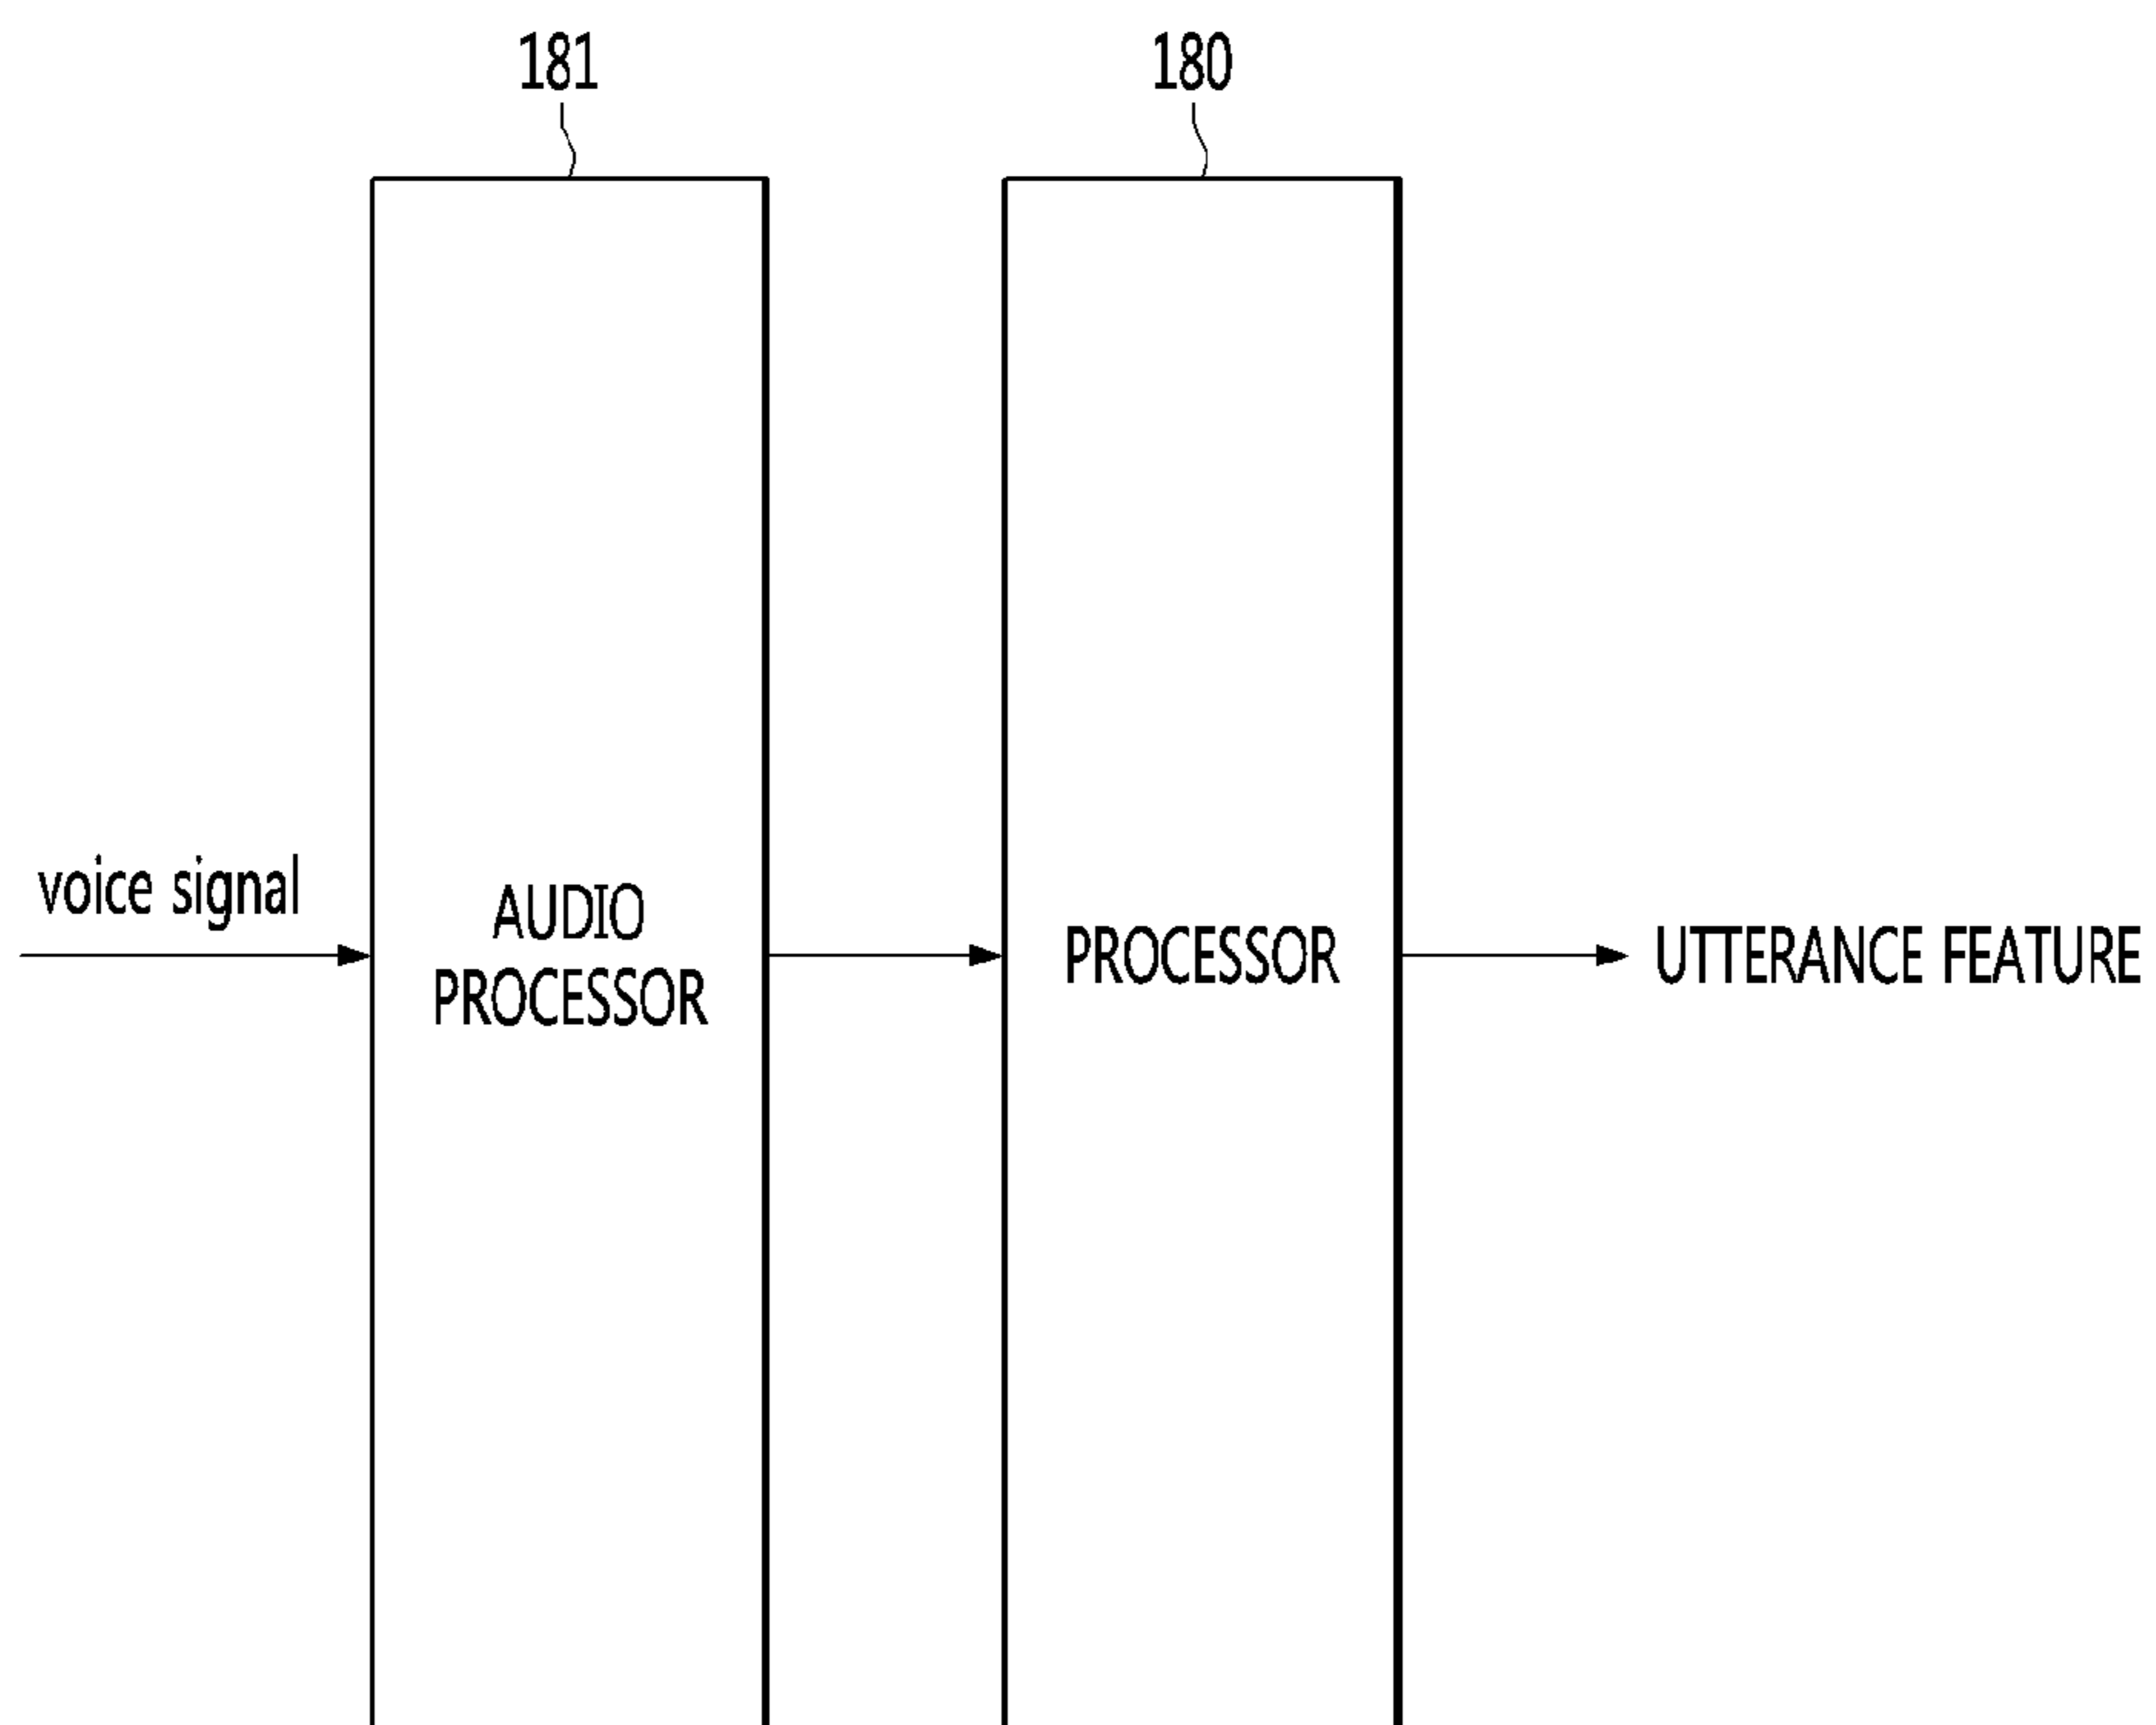 181
180
voice signal
AUDIO
PROCESSOR
PROCESSOR
UTTERANCE FEATURE